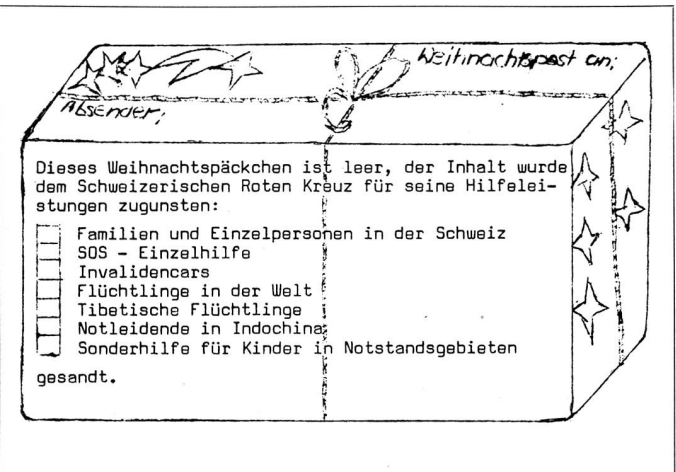 Weihnachtspost an;
Absender;
Dieses Weihnachtspäckchen ist leer, der Inhalt wurde
dem Schweizerischen Roten Kreuz für seine Hilfelei-
stungen zugunsten:
Familien und Einzelpersonen in der Schweiz
SOS - Einzelhilfe
Invalidencars
Flüchtlinge in der Welt
Tibetische Flüchtlinge
Notleidende in Indochina
Sonderhilfe für Kinder in Notstandsgebieten
gesandt.